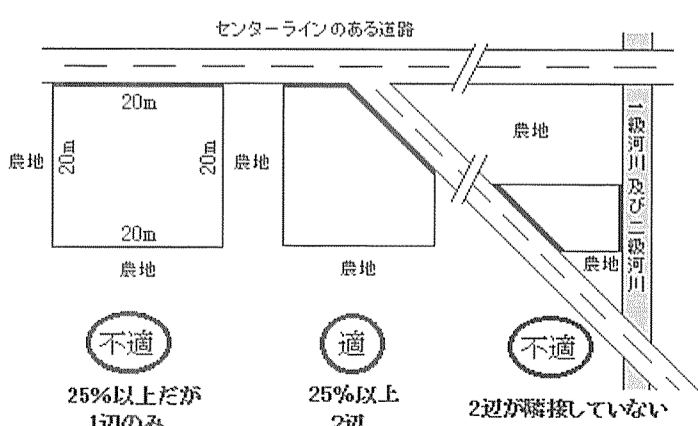 センターラインのある道路
20m
農地
20m
20m
20m
農地
農地
農地
農地
農地
一級河川及び二級河川
不適
25%以上だが
1辺のみ
適
25%以上
2辺
不適
2辺が隣接していない